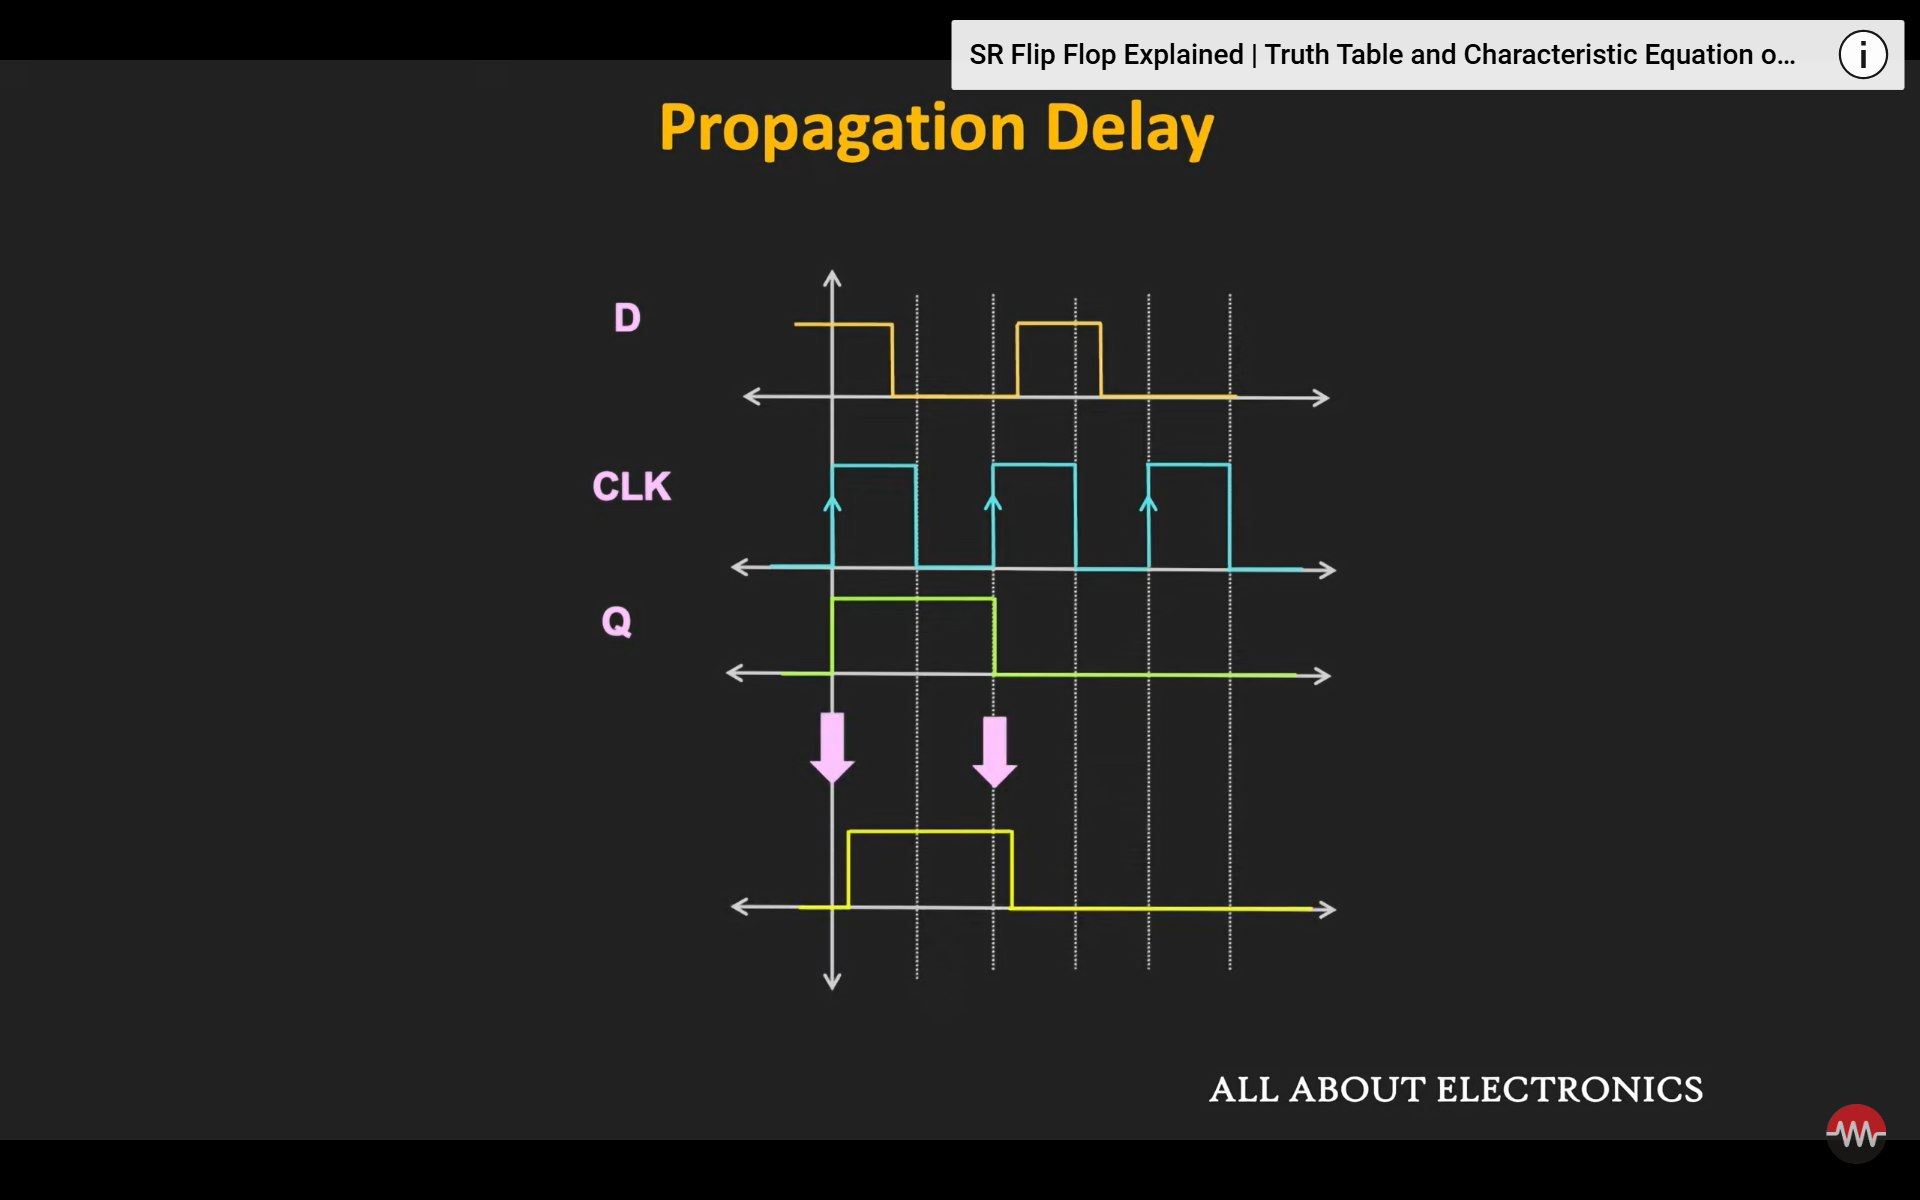 SR Flip Flop Explained | Truth Table and Characteristic Equation o...
Propagation Delay
D
CLK
Q
ALL ABOUT ELECTRONICS